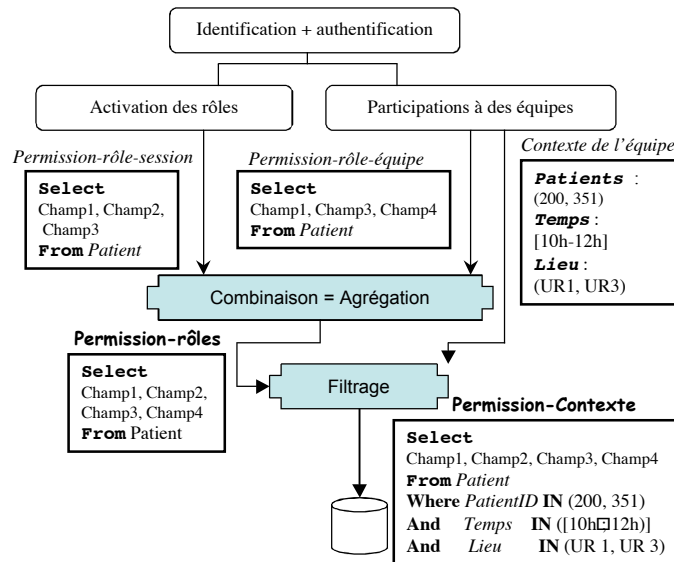 Identification + authentification
Activation des rôles
Participations à des équipes
Permission-rôle-session
Permission-rôle-équipe
Contexte de l'équipe
Select
Champ1, Champ2,
Champ3
From Patient
Select
Champ1, Champ3, Champ4
From Patient
Patients :
(200, 351)
Temps :
[10h-12h]
Lieu :
(UR1, UR3)
Combinaison = Agrégation
Permission-rôles
Select
Champ1, Champ2,
Champ3, Champ4
From Patient
Filtrage
Permission-Contexte
Select
Champ1, Champ2, Champ3, Champ4
From Patient
Where PatientID IN (200, 351)
And Temps IN ([10h 12h)]
And Lieu IN (UR 1, UR 3)